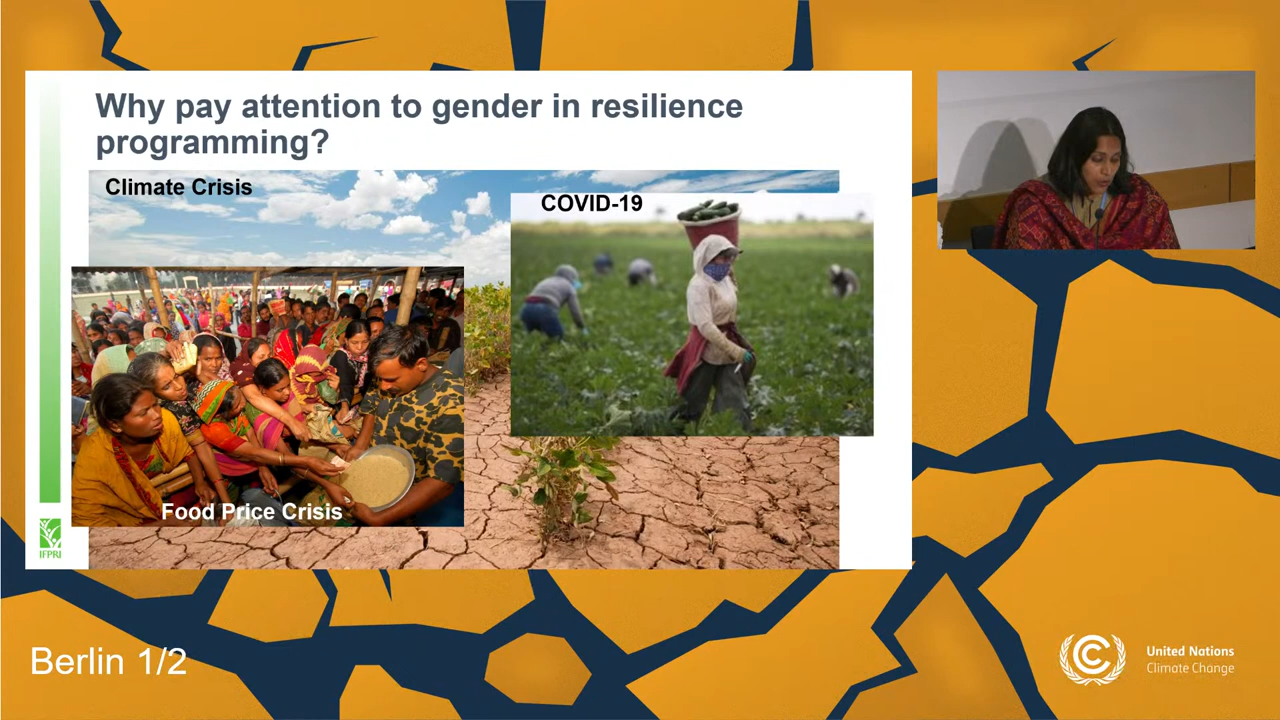 Why pay attention to gender in resilience
programming?
Climate Crisis
COVID-19
Food Price Crisis
IFPRI
Berlin 1/2
United Nations
Climate Change